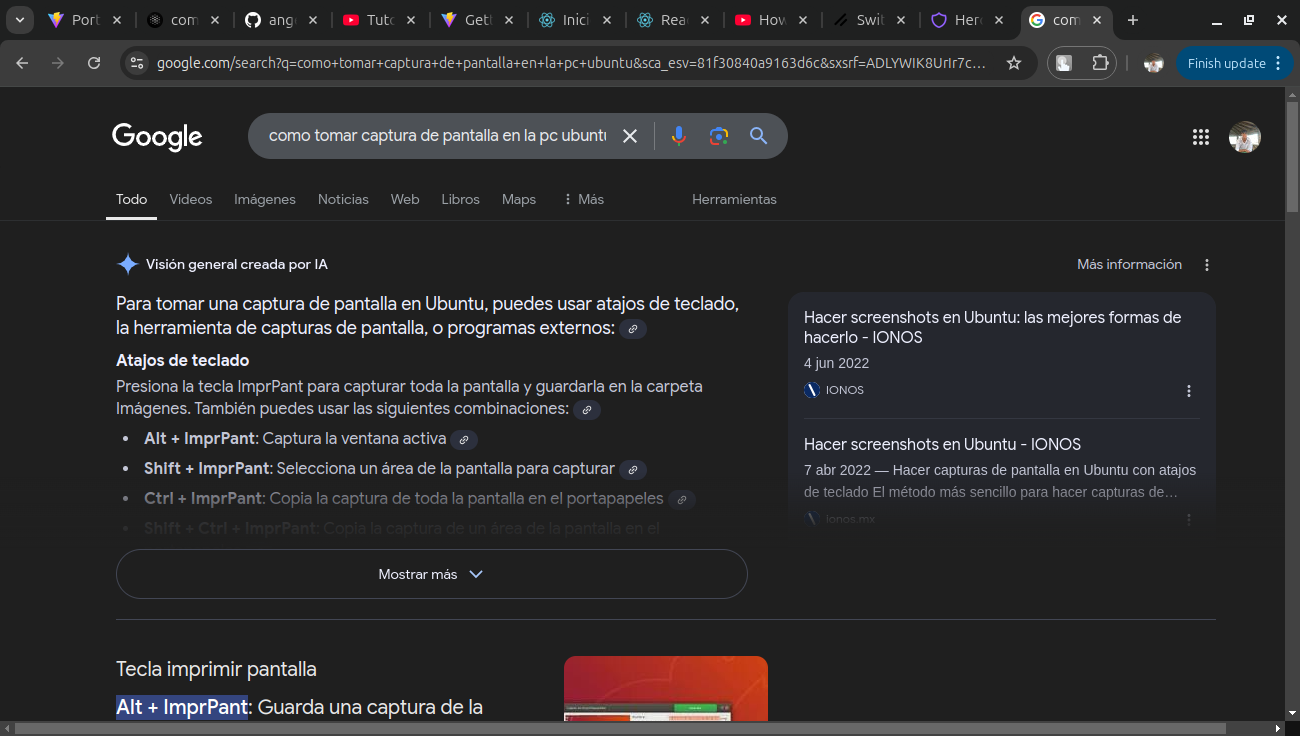 Port
com
ang
Tuto
Gett
Inici
Reac
How
Swit
Here
com
google.com/search?q=como+tomar+captura+de+pantalla+en+la+pc+ubuntu&sca_esv=81f30840a9163d6c&sxsrf=ADLYWIK8UrIr7c…
Finish update
Google
como tomar captura de pantalla en la pc ubuntu
Todo
Videos
Imágenes
Noticias
Web
Libros
Maps
Más
Herramientas
Visión general creada por IA
Más información
Para tomar una captura de pantalla en Ubuntu, puedes usar atajos de teclado,
la herramienta de capturas de pantalla, o programas externos:
Atajos de teclado
Presiona la tecla ImprPant para capturar toda la pantalla y guardarla en la carpeta
Imágenes. También puedes usar las siguientes combinaciones:
• Alt + ImprPant: Captura la ventana activa
• Shift + ImprPant: Selecciona un área de la pantalla para capturar
• Ctrl + ImprPant: Copia la captura de toda la pantalla en el portapapeles
• Shift + Ctrl + ImprPant: Copia la captura de un área de la pantalla en el
Mostrar más
Hacer screenshots en Ubuntu: las mejores formas de
hacerlo - IONOS
4 jun 2022
IONOS
Hacer screenshots en Ubuntu - IONOS
7 abr 2022 — Hacer capturas de pantalla en Ubuntu con atajos
de teclado El método más sencillo para hacer capturas de…
ionos.mx
Tecla imprimir pantalla
Alt + ImprPant: Guarda una captura de la